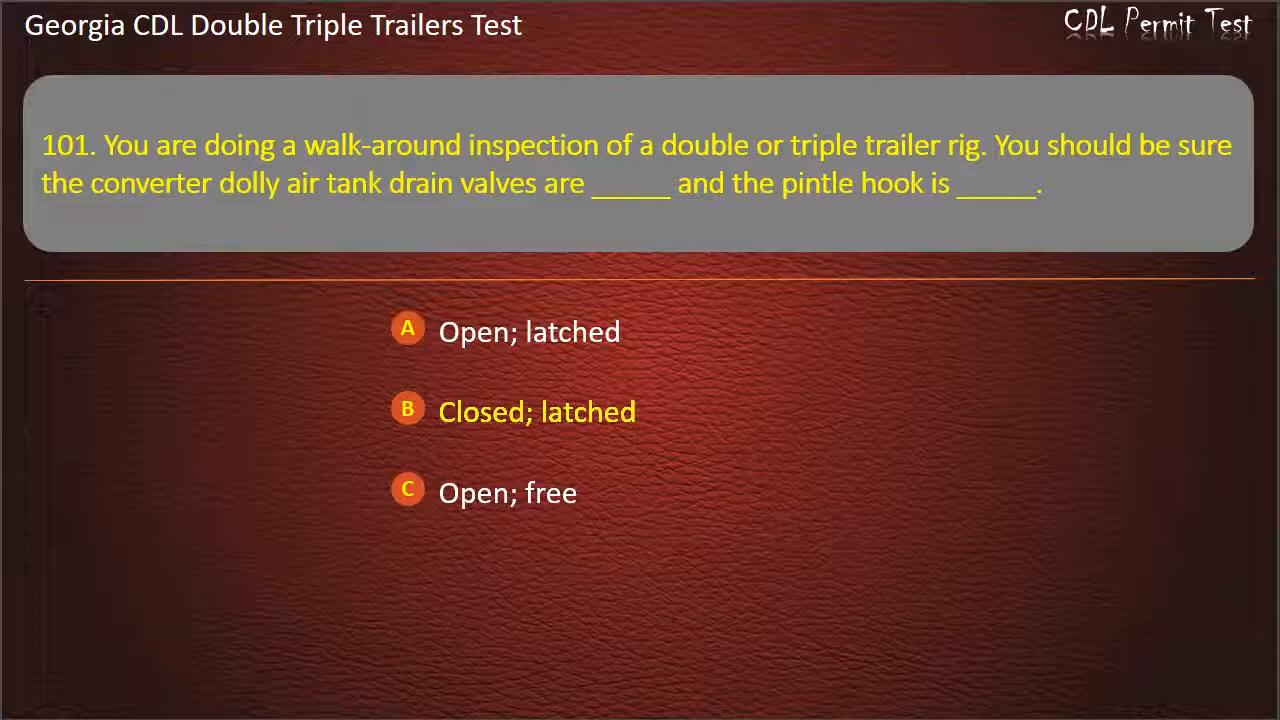 Georgia CDL Double Triple Trailers Test
CDL Permit Test
101. You are doing a walk-around inspection of a double or triple trailer rig. You should be sure
the converter dolly air tank drain valves are _____ and the pintle hook is _____.
A Open; latched
B Closed; latched
C Open; free